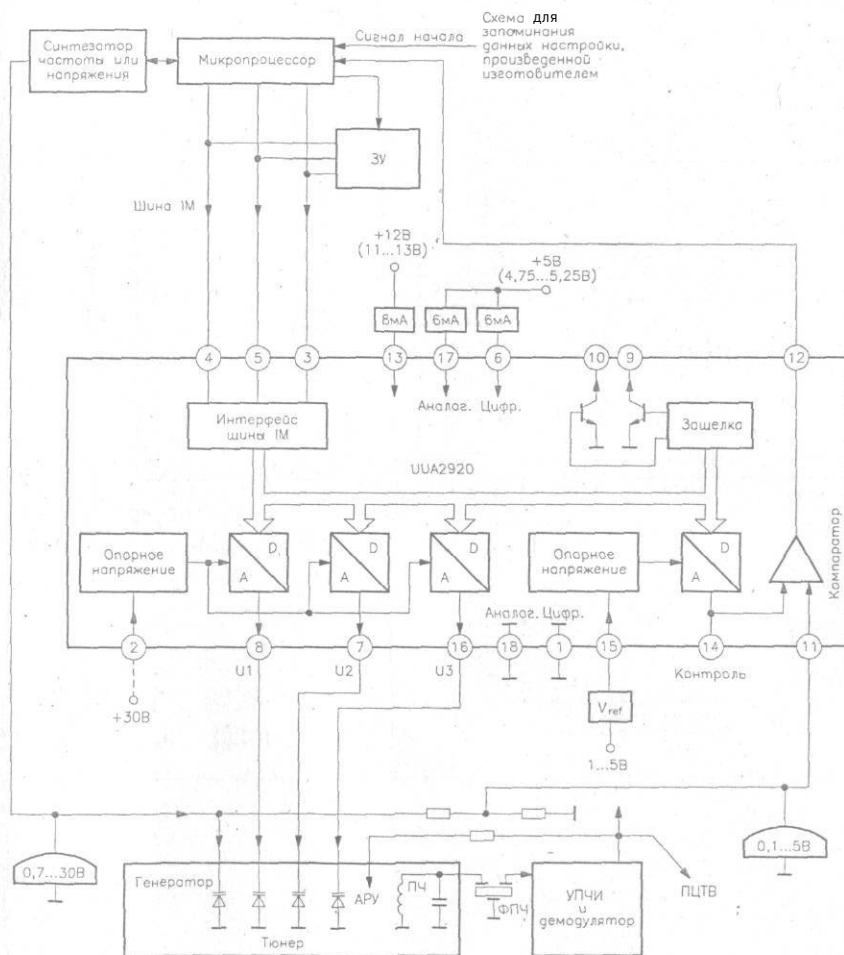 Схема для
запоминания
данных настройки,
произведенной
изготовителем
Сигнал начала
Синтезатор
частоты или
напряжения
Микропроцессор
ЗУ
Шина IM
+12В
(11...13В)
+5В
(4,75...5,25В)
8мА
6мА
6мА
4
5
3
13
17
6
10
9
12
Аналог. Цифр.
Интерфейс
шины IM
Защелка
UUA2920
Компаратор
Опорное
напряжение
D
A
D
A
D
A
Опорное
напряжение
D
A
Аналог. Цифр.
2
8
7
16
18
1
15
14
11
U1
U2
U3
Контроль
+30В
Vref
1...5В
0,7...30В
0,1...5В
Генератор
АРУ
ПЧ
ФПЧ
УПЧИ
и
демодулятор
ПЦТВ
Тюнер